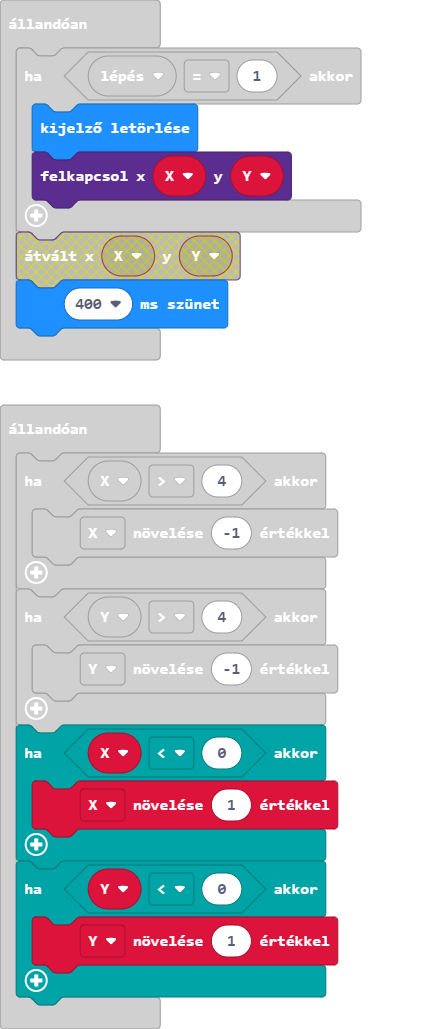 állandóan
ha lépés = 1 akkor
kijelző letörlése
felkapcsol x X y Y
átvált x X y Y
400 ms szünet
állandóan
ha X > 4 akkor
X növelése -1 értékkel
ha Y > 4 akkor
Y növelése -1 értékkel
ha X < 0 akkor
X növelése 1 értékkel
ha Y < 0 akkor
Y növelése 1 értékkel